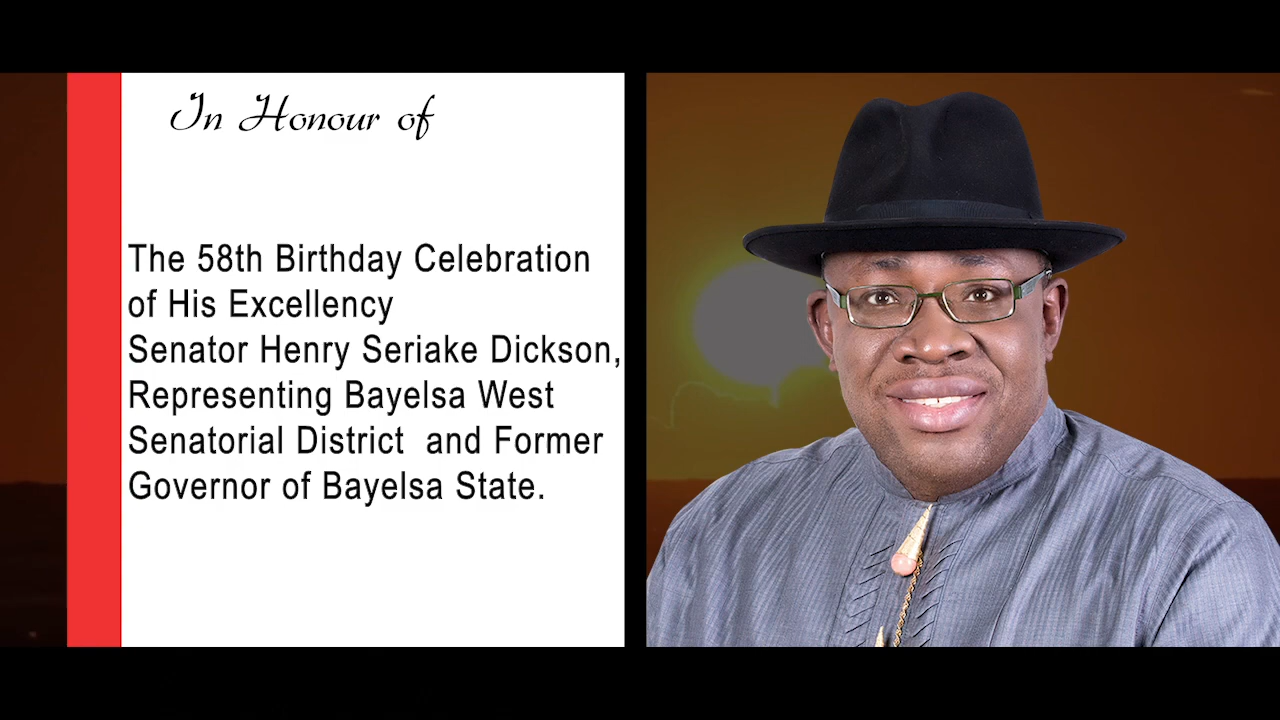 In Honour of
The 58th Birthday Celebration
of His Excellency
Senator Henry Seriake Dickson,
Representing Bayelsa West
Senatorial District  and Former
Governor of Bayelsa State.